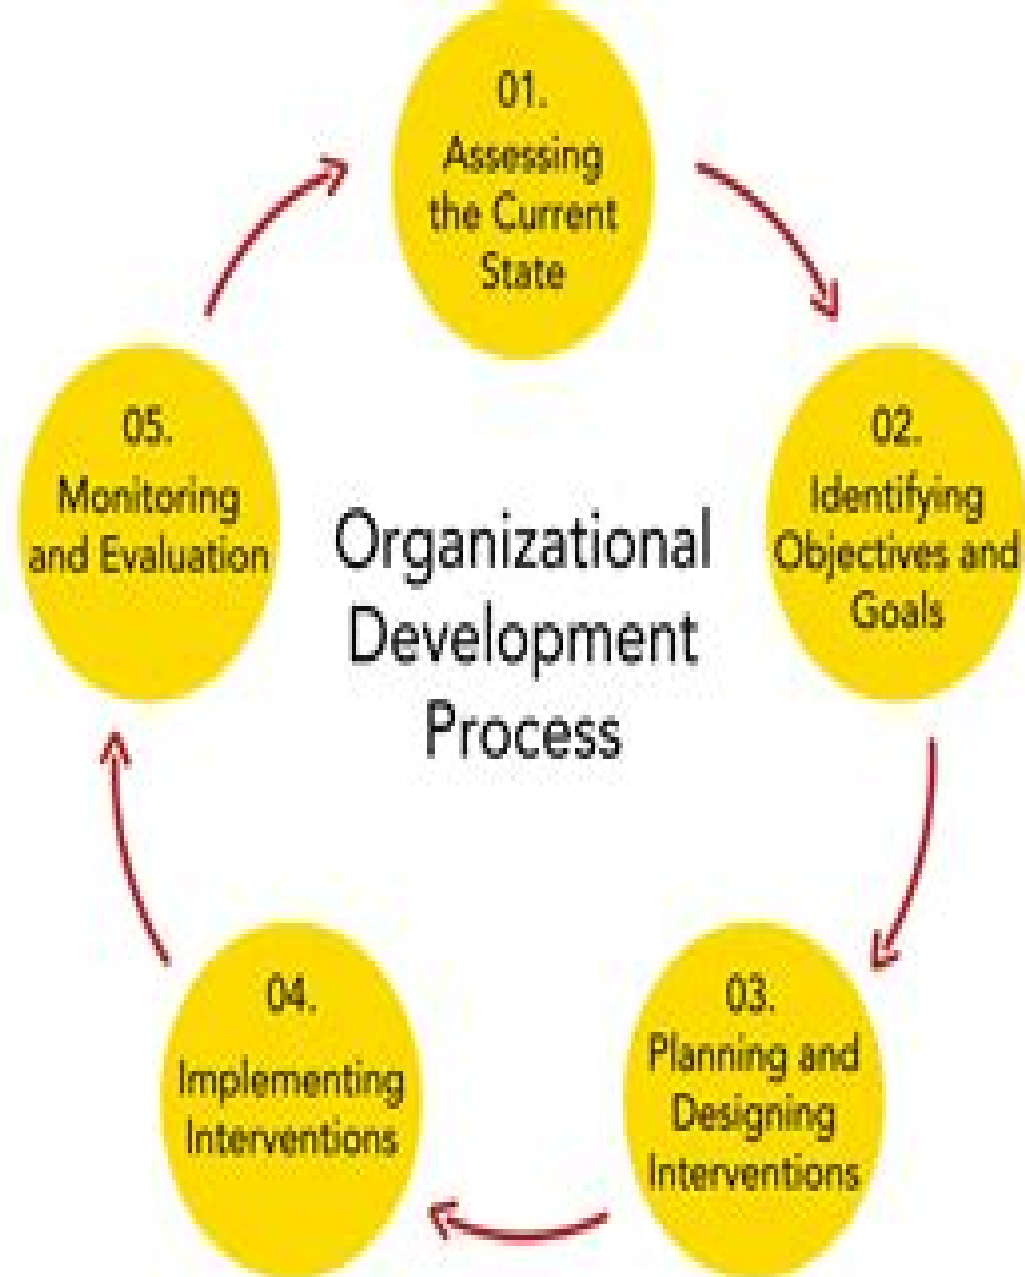 01.
Assessing
the Current
State
02.
Identifying
Objectives and
Goals
03.
Planning and
Designing
Interventions
04.
Implementing
Interventions
05.
Monitoring
and Evaluation
Organizational
Development
Process